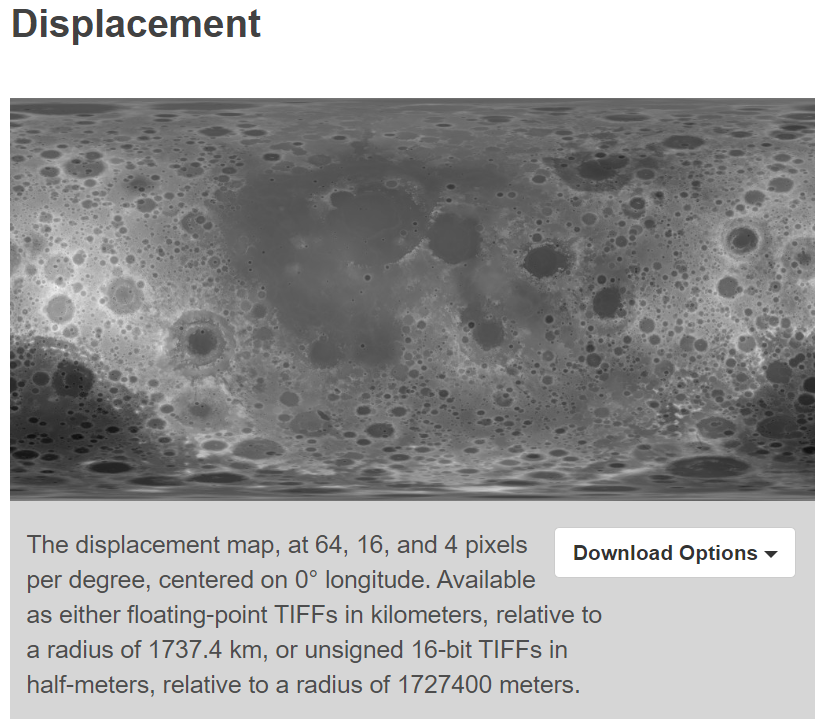 Displacement
The displacement map, at 64, 16, and 4 pixels
per degree, centered on 0° longitude. Available
as either floating-point TIFFs in kilometers, relative to
a radius of 1737.4 km, or unsigned 16-bit TIFFs in
half-meters, relative to a radius of 1727400 meters.
Download Options